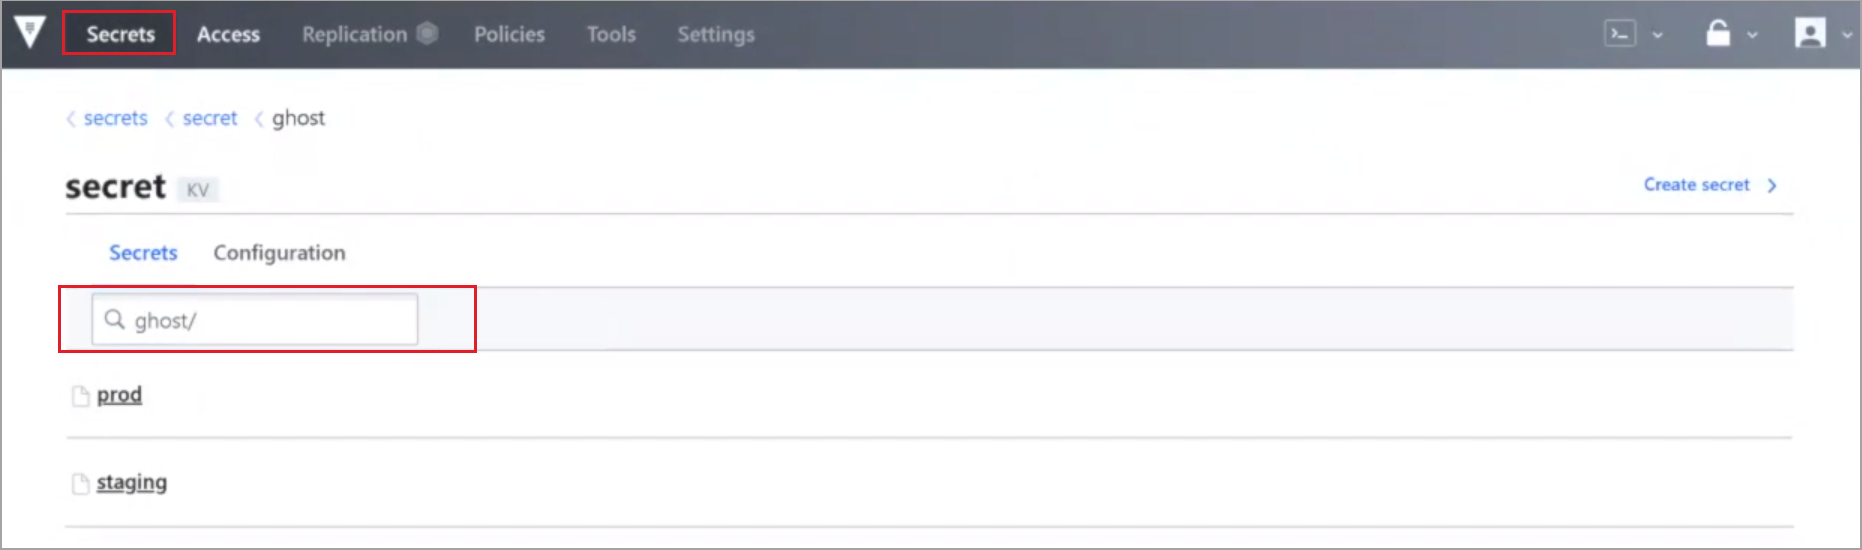 Secrets Access Replication Policies Tools Settings
secrets secret ghost
secret KV Create secret
Secrets Configuration
ghost/
prod
staging